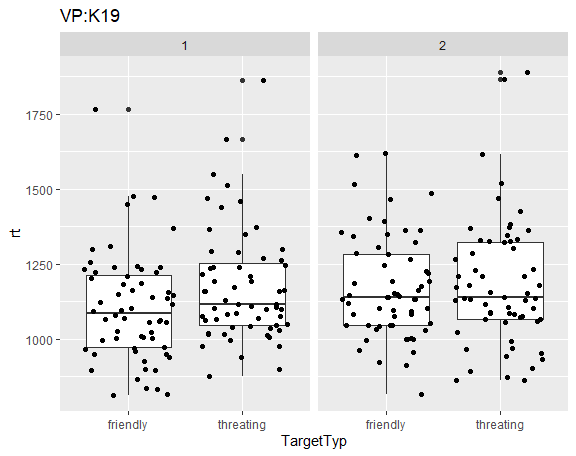 VP:K19
1 2
rt
1750
1500
1250
1000
friendly threating friendly threating
TargetTyp